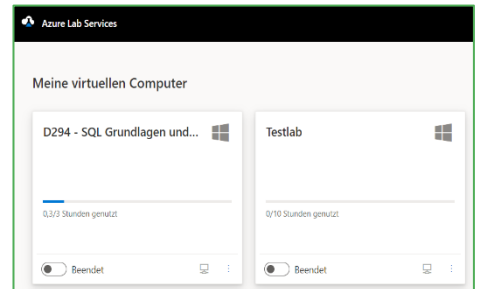 Azure Lab Services
Meine virtuellen Computer
D294 - SQL Grundlagen und...
0,3/3 Stunden genutzt
Beendet
Testlab
0/10 Stunden genutzt
Beendet